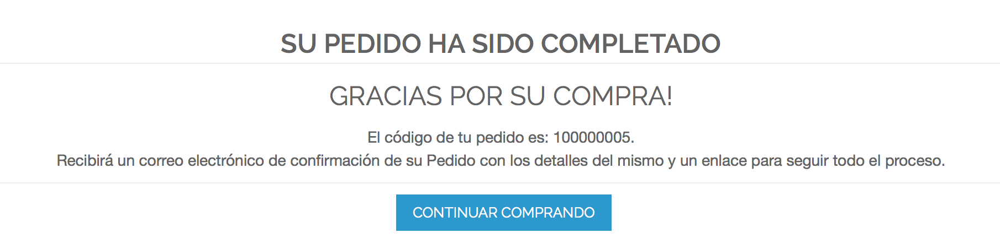 SU PEDIDO HA SIDO COMPLETADO
GRACIAS POR SU COMPRA!
El código de tu pedido es: 100000005.
Recibirá un correo electrónico de confirmación de su Pedido con los detalles del mismo y un enlace para seguir todo el proceso.
CONTINUAR COMPRANDO